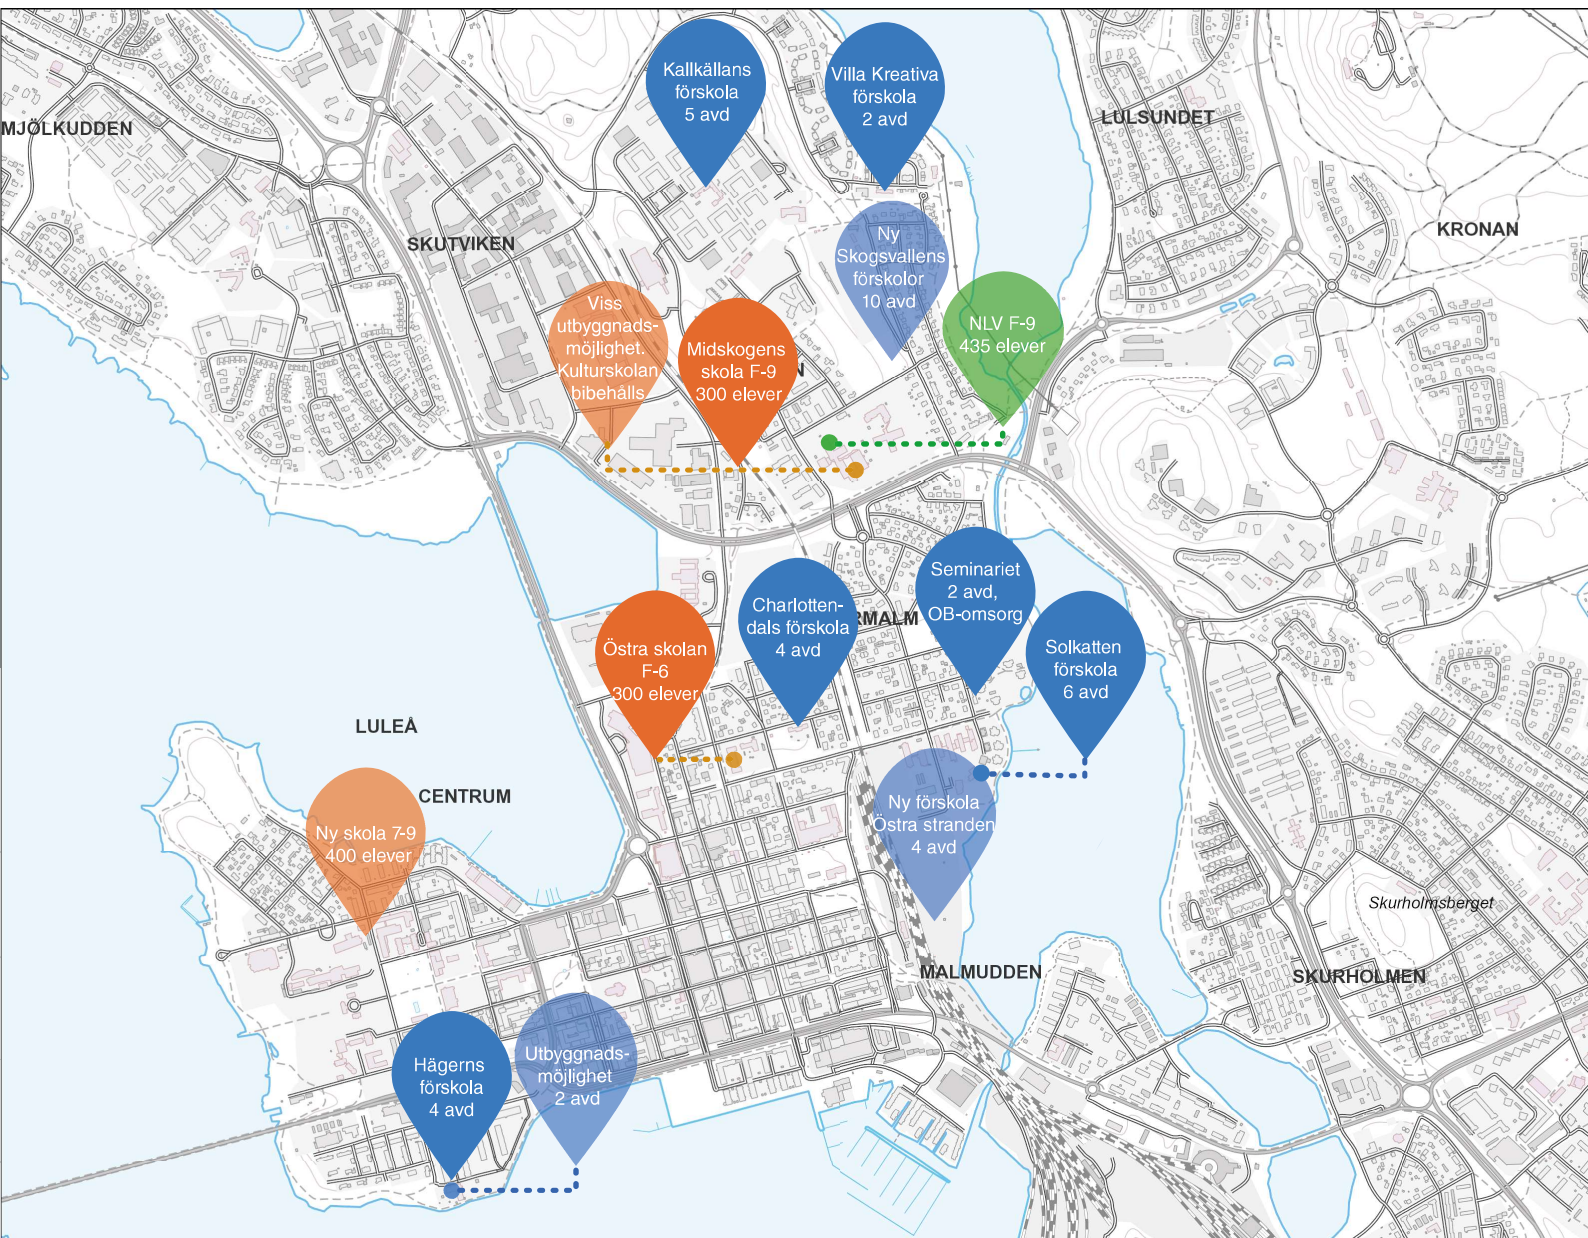 Kallkällans
förskola
5 avd
Villa Kreativa
förskola
2 avd
MJÖLKUDDEN
LULSUNDET
SKUTVIKEN
KRONAN
Ny
Skogsvallens
förskolor
10 avd
Viss
utbyggnads-
möjlighet.
Kulturskolan
bibehålls
Midskogens
skola F-9
300 elever
N
NLV F-9
435 elever
Östra skolan
F-6
300 elever
Charlotten-
dals förskola
4 avd
RMALM
Seminariet
2 avd,
OB-omsorg
Solkatten
förskola
6 avd
LULEÅ
CENTRUM
Ny skola 7-9
400 elever
Ny förskola
Östra stranden
4 avd
Skurholmsberget
MALMUDDEN
SKURHOLMEN
Hägerns
förskola
4 avd
Utbyggnads-
möjlighet
2 avd